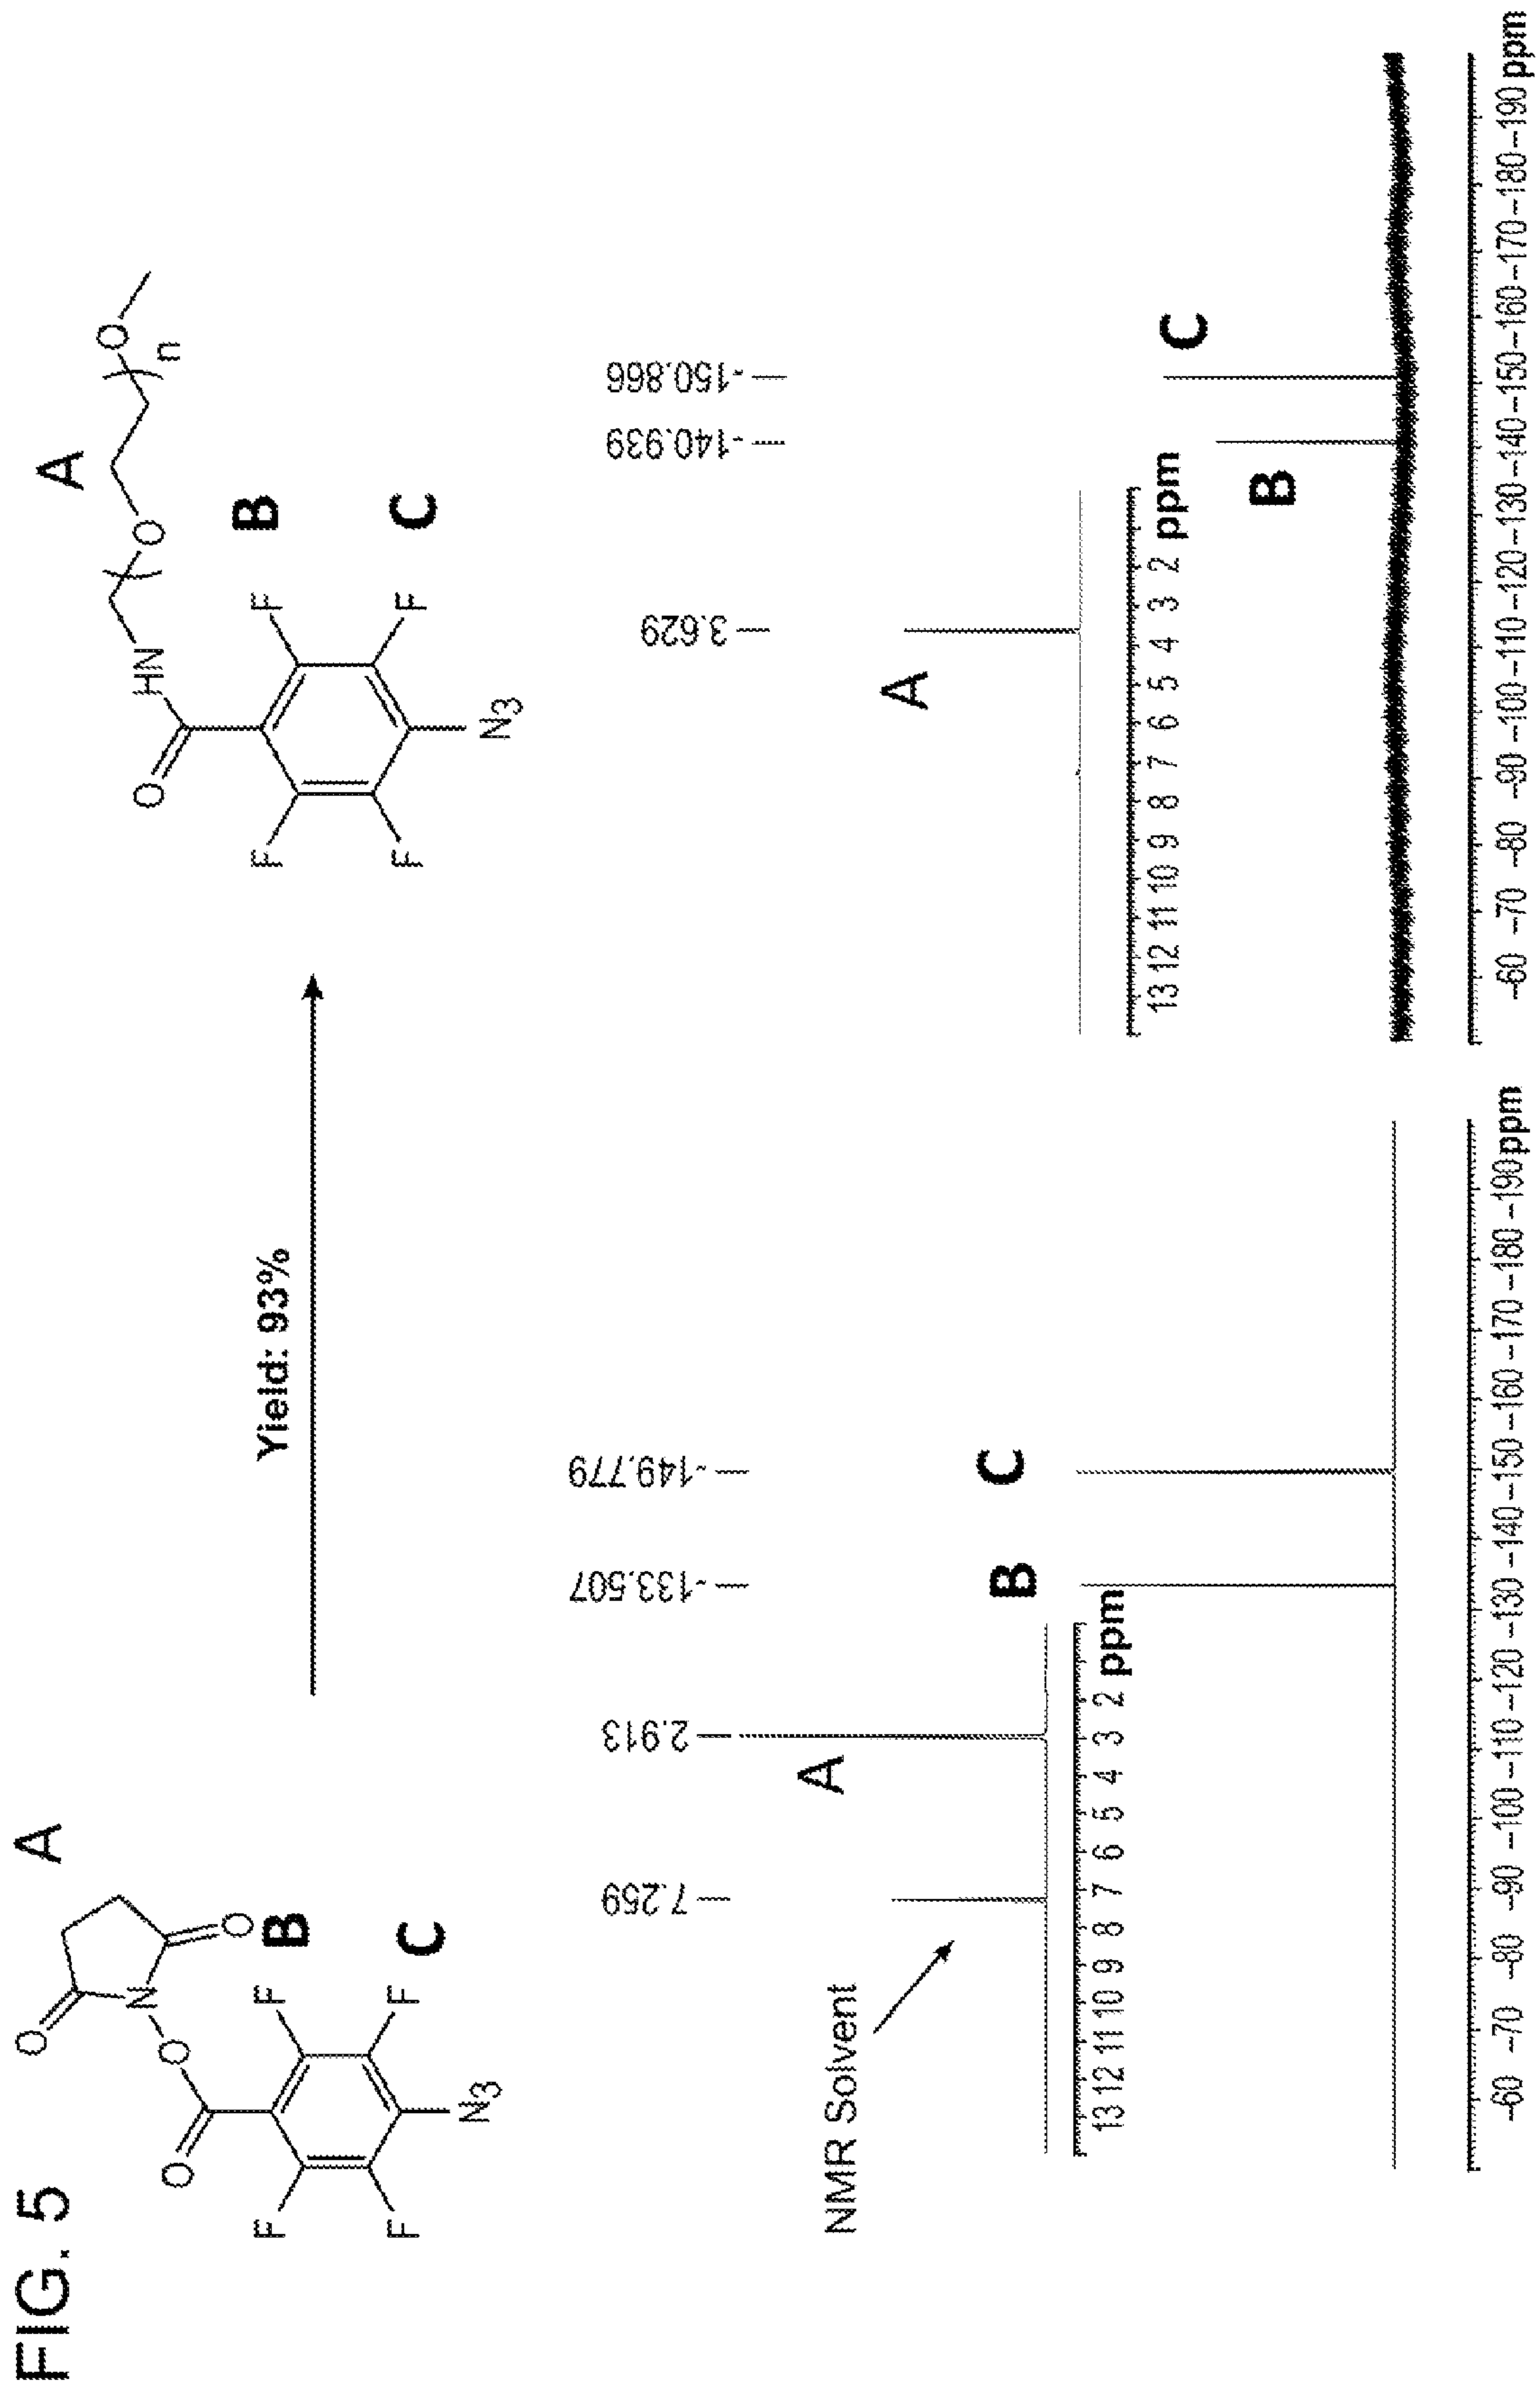 FIG. 5
A
O
O
N
O
O
B
F
F
C
F
F
N3
Yield: 93%
A
O
O
n
HN
O
B
F
F
C
F
F
N3
NMR Solvent
7.259
2.913
A
13 12 11 10 9 8 7 6 5 4 3 2 ppm
-133.507
-149.779
B
C
-60 -70 -80 -90 -100 -110 -120 -130 -140 -150 -160 -170 -180 -190 ppm
3.629
A
13 12 11 10 9 8 7 6 5 4 3 2 ppm
-140.939
-150.866
B
C
-60 -70 -80 -90 -100 -110 -120 -130 -140 -150 -160 -170 -180 -190 ppm